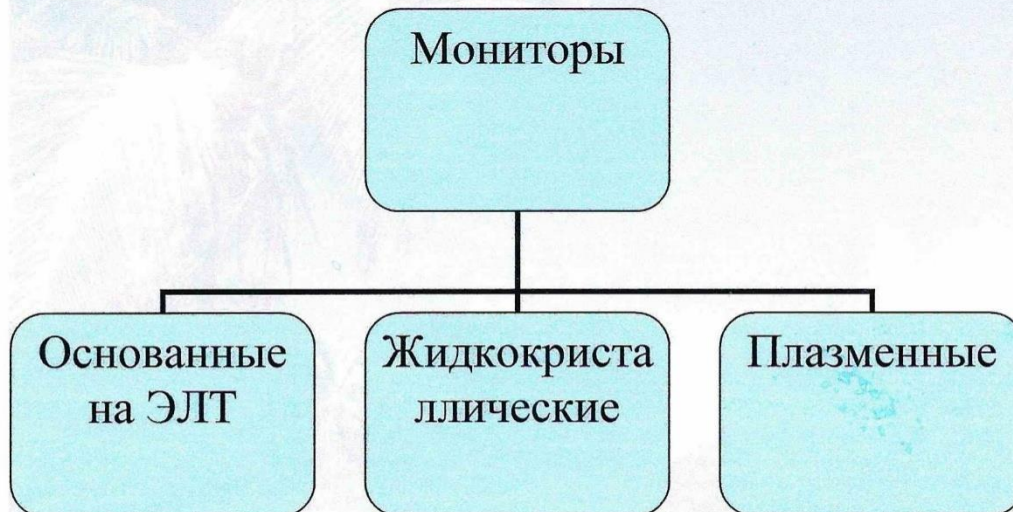 Мониторы
Основанные
на ЭЛТ
Жидкокриста
ллические
Плазменные